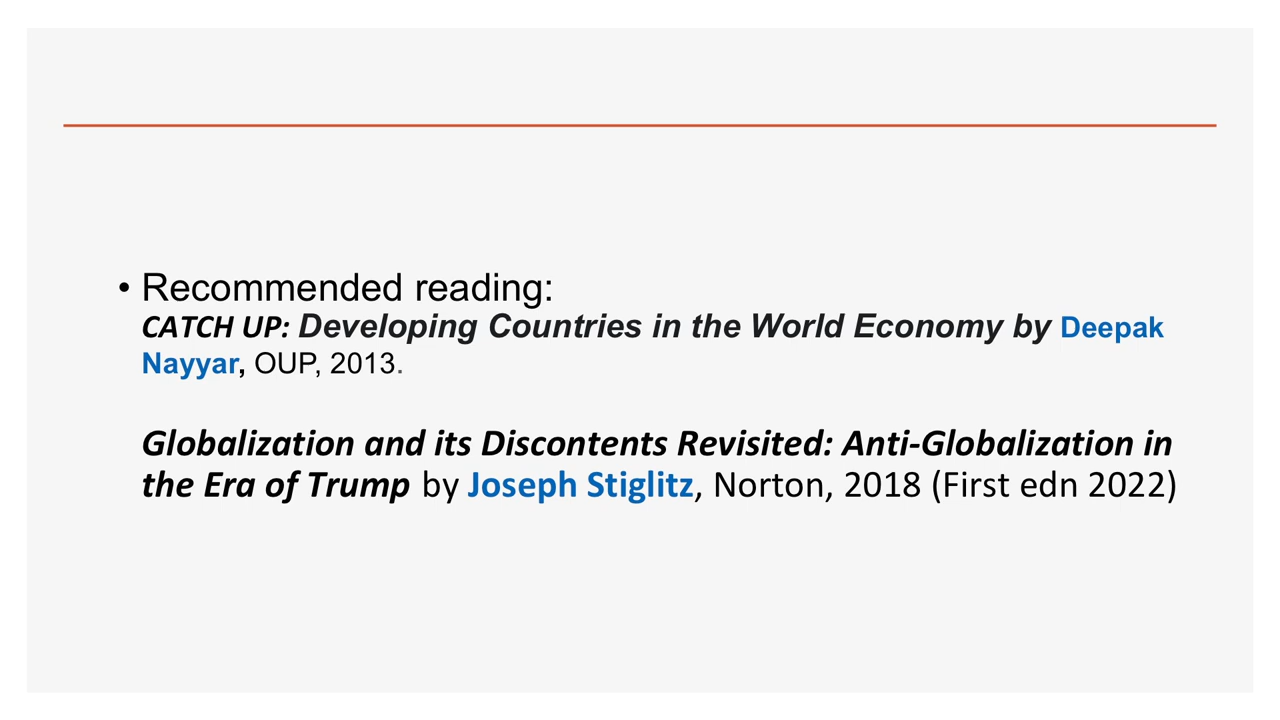 • Recommended reading:
CATCH UP: Developing Countries in the World Economy by Deepak
Nayyar, OUP, 2013.
Globalization and its Discontents Revisited: Anti-Globalization in
the Era of Trump by Joseph Stiglitz, Norton, 2018 (First edn 2022)